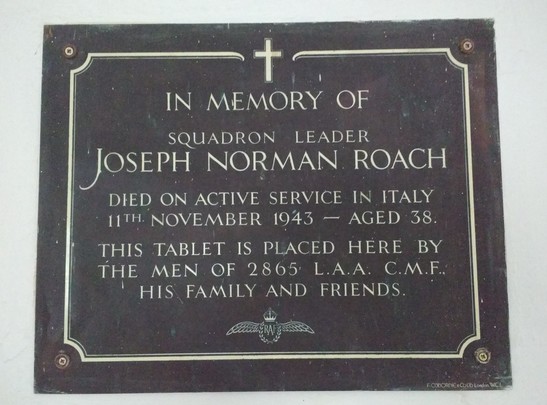 IN MEMORY OF
SQUADRON LEADER
JOSEPH NORMAN ROACH
DIED ON ACTIVE SERVICE IN ITALY
11TH. NOVEMBER 1943 — AGED 38.
THIS TABLET IS PLACED HERE BY
THE MEN OF 2865 L.A.A. C.M.F.,
HIS FAMILY AND FRIENDS.
RAF